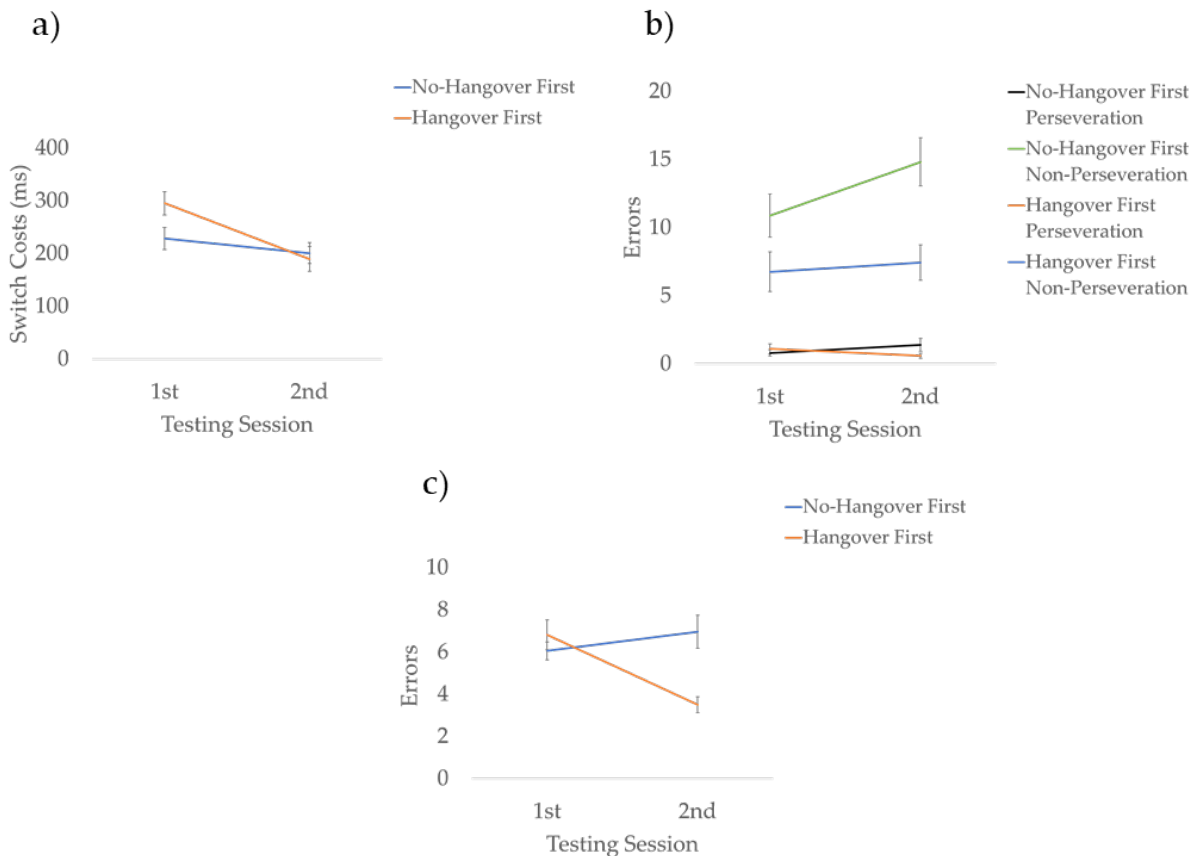 a)
No-Hangover First
Hangover First
400
300
200
100
0
Switch Costs (ms)
1st
2nd
Testing Session
b)
20
15
10
5
0
Errors
1st
2nd
Testing Session
No-Hangover First
Perseveration
No-Hangover First
Non-Perseveration
Hangover First
Perseveration
Hangover First
Non-Perseveration
c)
No-Hangover First
Hangover First
10
8
6
4
2
0
Errors
1st
2nd
Testing Session